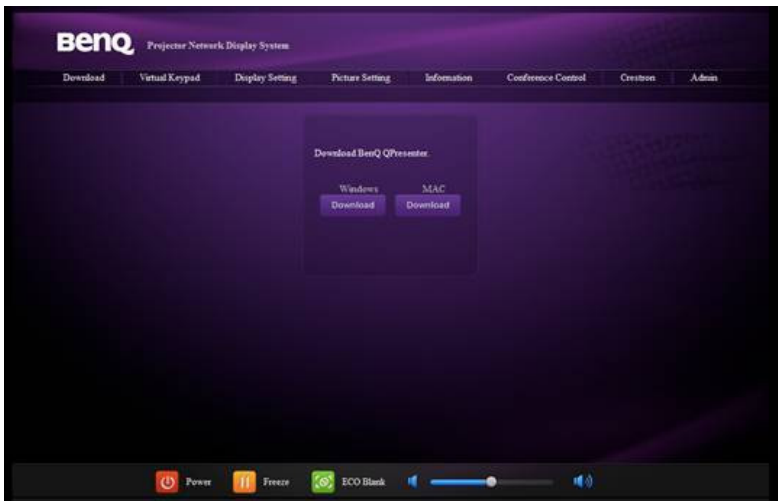 BenQ Projector Network Display System
Download Virtual Keypad Display Setting Picture Setting Information Conference Control Crestron Admin
Download BenQ QPresenter.
Windows MAC
Download Download
Power Freeze ECO Blank